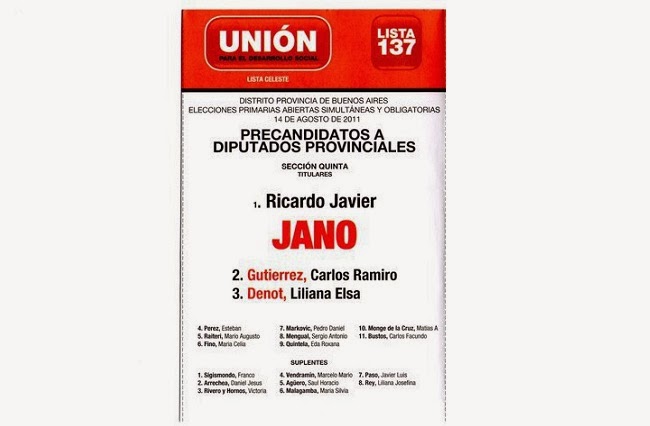 UNIÓN
PARA EL DESARROLLO SOCIAL
LISTA CELESTE
LISTA
137
DISTRITO PROVINCIA DE BUENOS AIRES
ELECCIONES PRIMARIAS ABIERTAS SIMULTÁNEAS Y OBLIGATORIAS
14 DE AGOSTO DE 2011
PRECANDIDATOS A
DIPUTADOS PROVINCIALES
SECCIÓN QUINTA
TITULARES
1. Ricardo Javier
JANO
2. Gutierrez, Carlos Ramiro
3. Denot, Liliana Elsa
4. Perez, Esteban
5. Raiteri, Mario Augusto
6. Fino, Maria Celia
7. Markovic, Pedro Daniel
8. Mengual, Sergio Antonio
9. Quintela, Eda Roxana
10. Monge de la Cruz, Matias A
11. Bustos, Carlos Facundo
SUPLENTES
1. Sigismondo, Franco
2. Arrechea, Daniel Jesus
3. Rivero y Hornos, Victoria
4. Vendramin, Marcelo Mario
5. Agüero, Saul Horacio
6. Malagamba, Maria Silvia
7. Paso, Javier Luis
8. Rey, Liliana Josefina